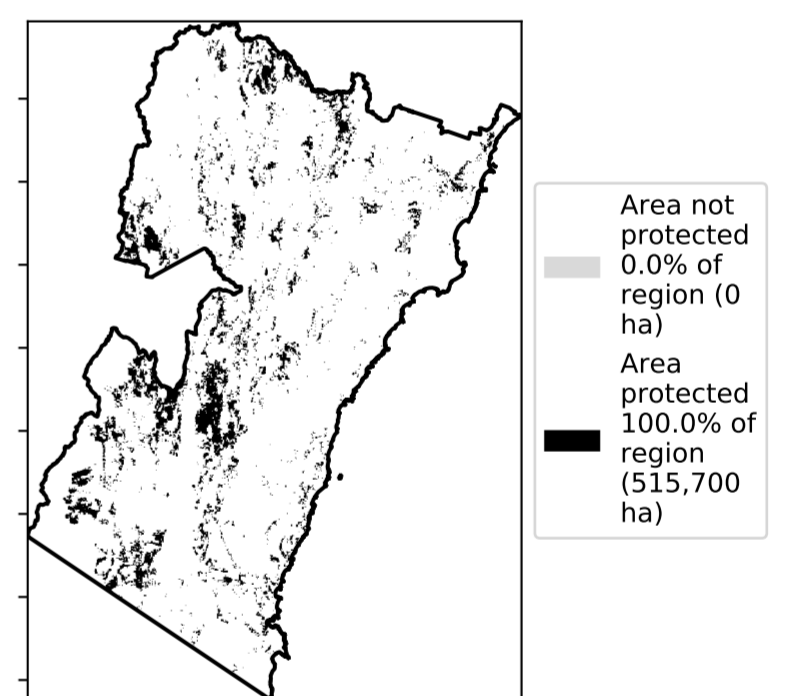 Area not
protected
0.0% of
region (0
ha)
Area
protected
100.0% of
region
(515,700
ha)